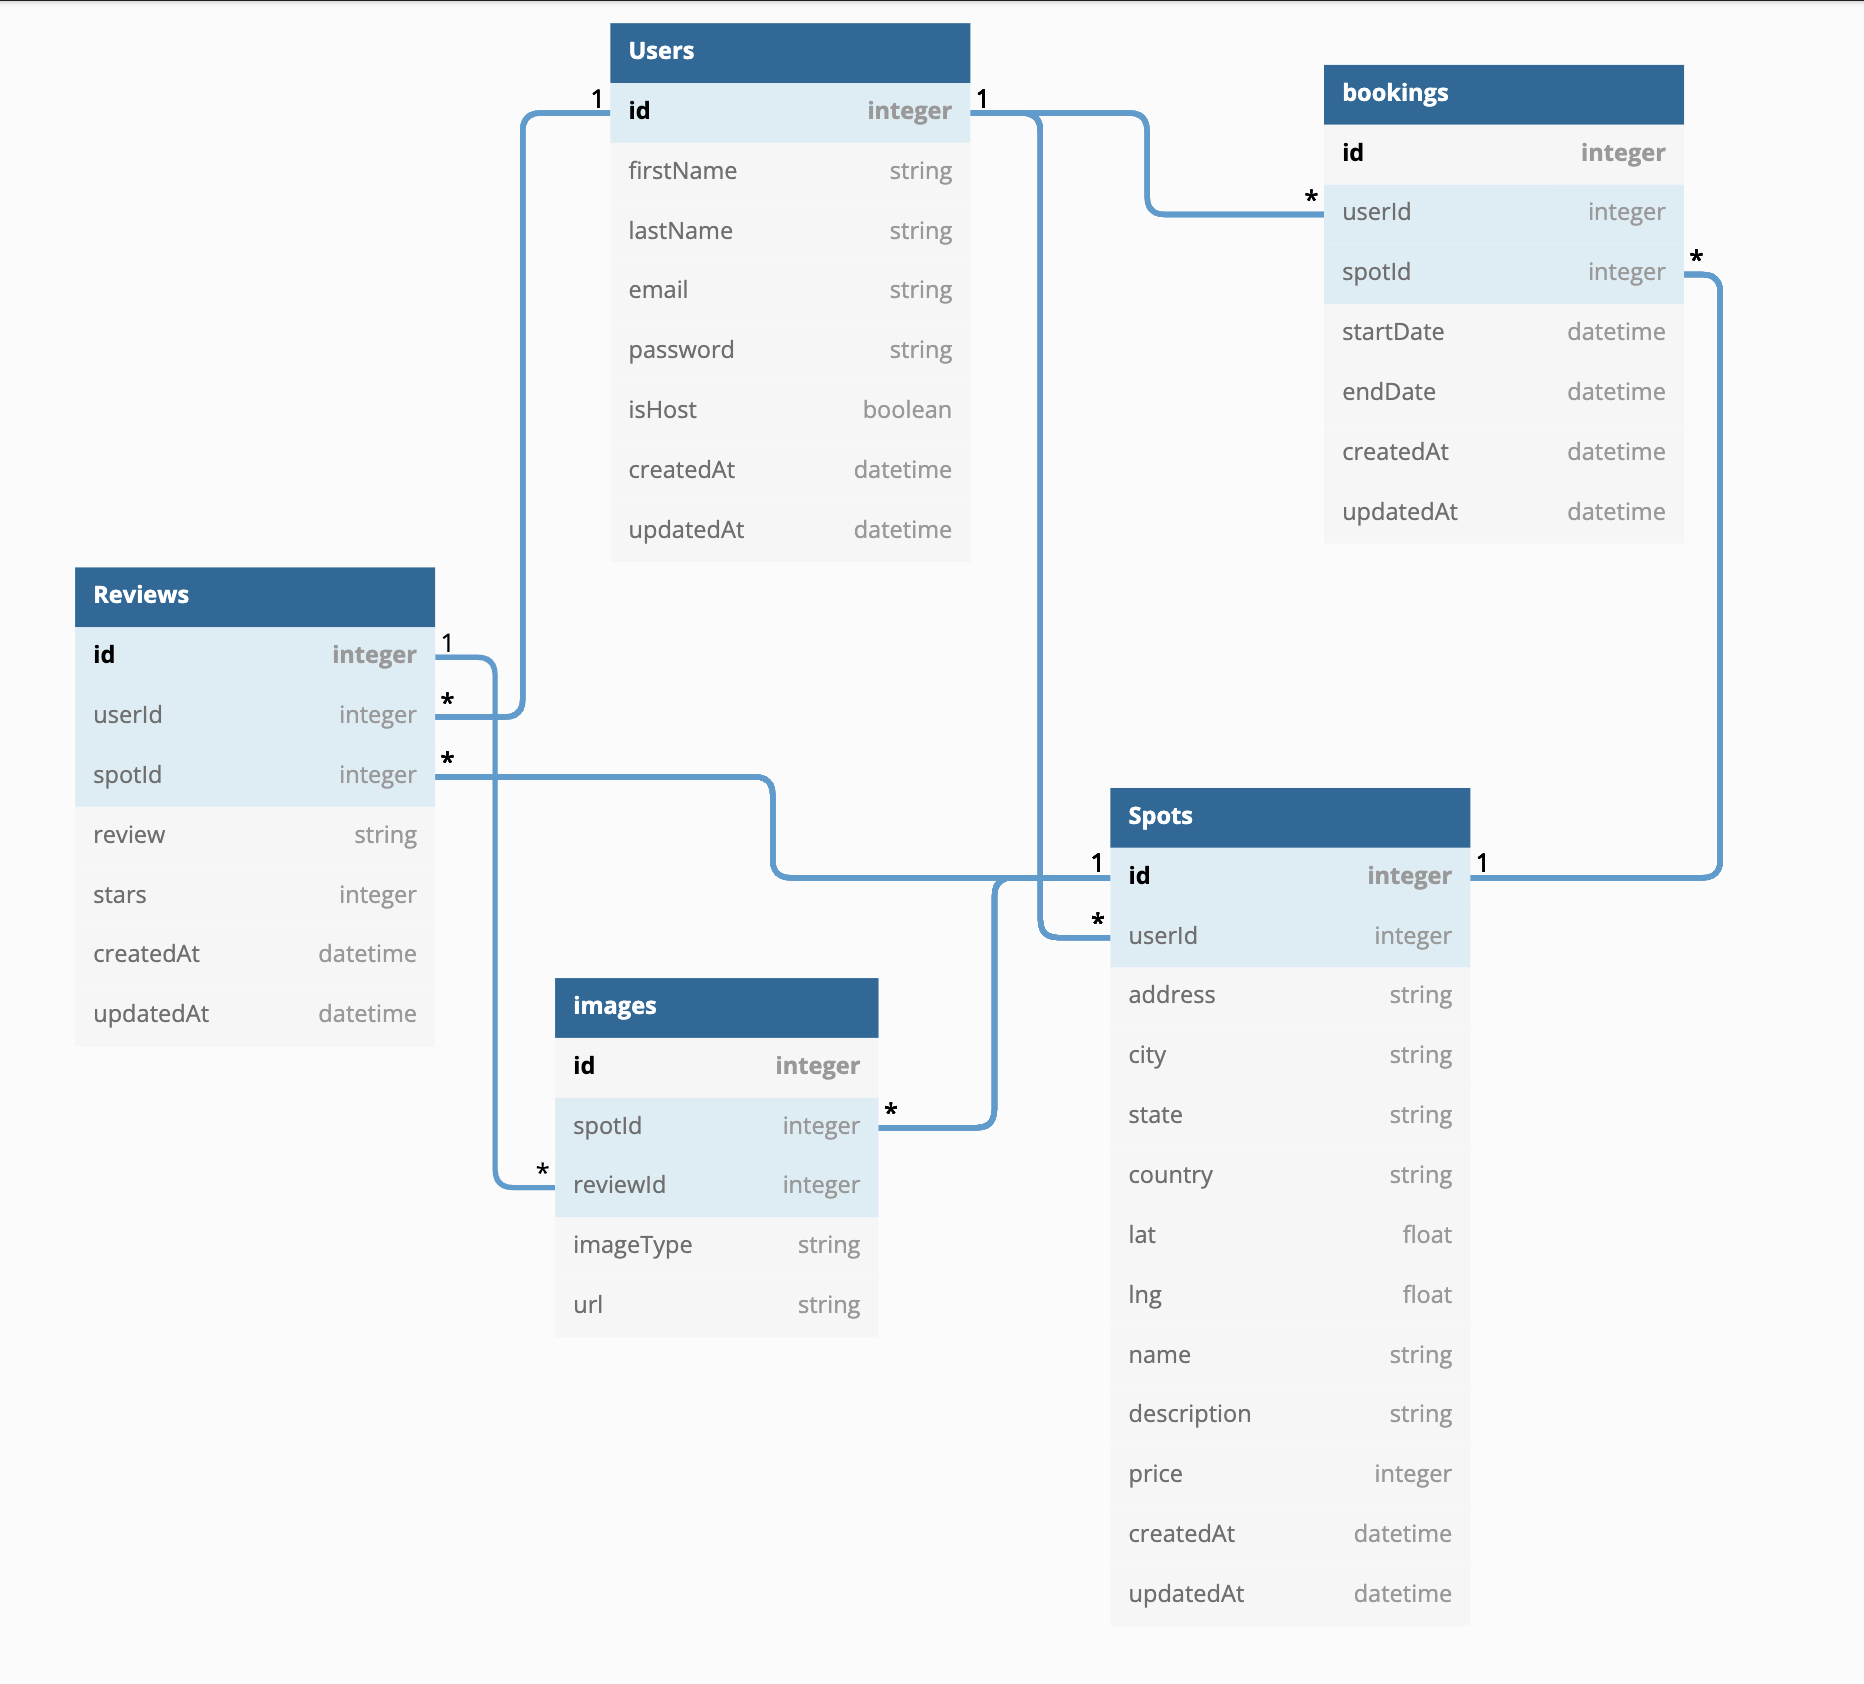 Users
1 id integer 1
firstName string
lastName string
email string
password string
isHost boolean
createdAt datetime
updatedAt datetime
bookings
id integer
* userId integer
spotId integer *
startDate datetime
endDate datetime
createdAt datetime
updatedAt datetime
Reviews
id integer 1
userId integer *
spotId integer *
review string
stars integer
createdAt datetime
updatedAt datetime
Spots
1 id integer 1
* userId integer
address string
city string
state string
country string
lat float
lng float
name string
description string
price integer
createdAt datetime
updatedAt datetime
images
id integer
spotId integer *
* reviewId integer
imageType string
url string